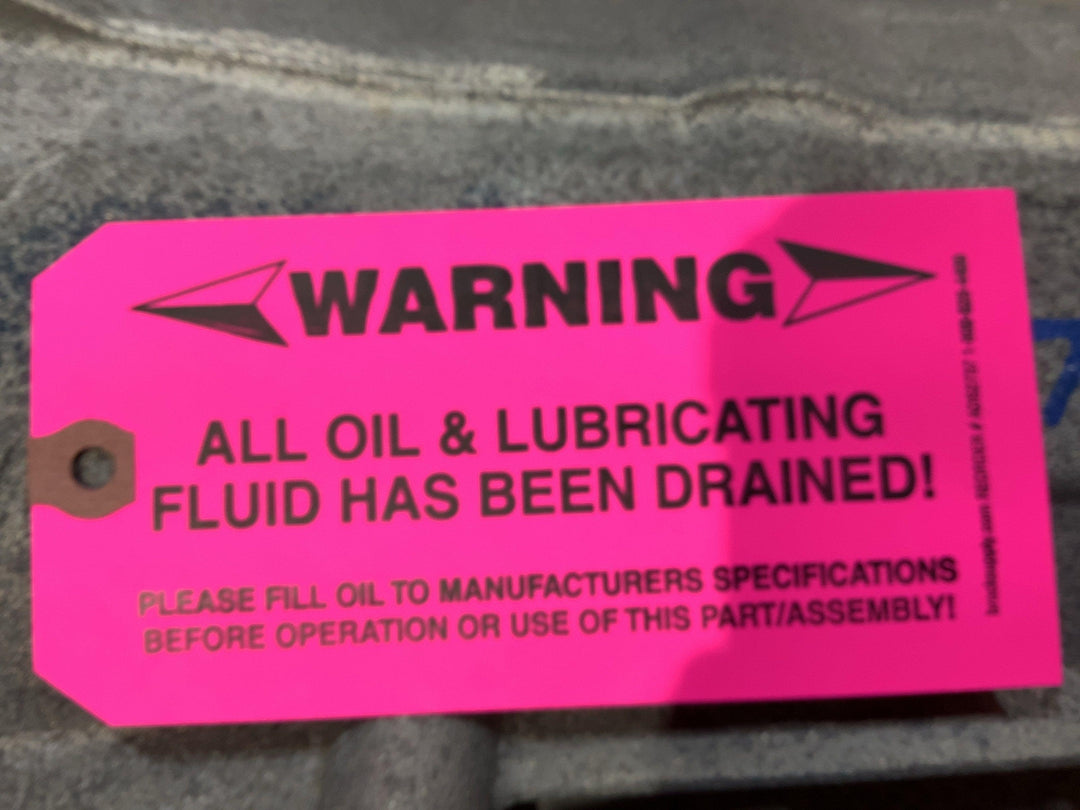 WARNING
ALL OIL & LUBRICATING
FLUID HAS BEEN DRAINED!
PLEASE FILL OIL TO MANUFACTURERS SPECIFICATIONS
BEFORE OPERATION OR USE OF THIS PART/ASSEMBLY!
7